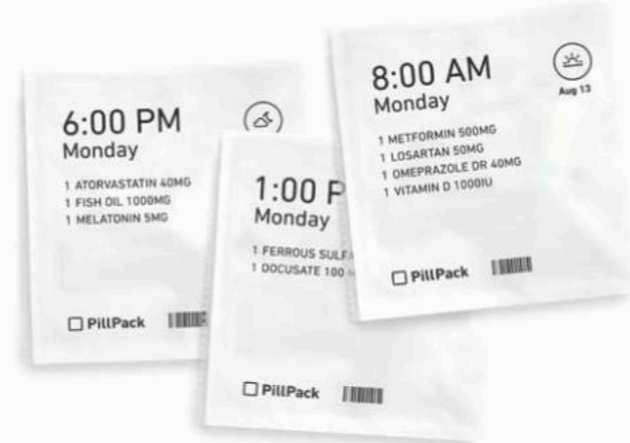 6:00 PM
Monday
1 ATORVASTATIN 40MG
1 FISH OIL 1000MG
1 MELATONIN 5MG
PillPack
1:00
Monday
1 FERROUS
1 DOCUSATE 100
PillPack
8:00 AM
Monday
Aug 13
1 METFORMIN 500MG
1 LOSARTAN 50MG
1 OMEPRAZOLE DR 40MG
1 VITAMIN D 1000IU
PillPack